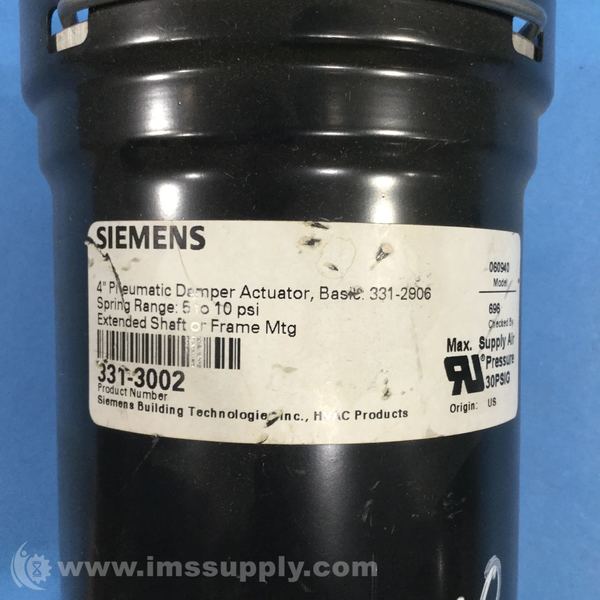 SIEMENS
4" Pneumatic Damper Actuator, Basic: 331-2906
Spring Range: 5 to 10 psi
Extended Shaft or Frame Mtg
331-3002
Product Number
Siemens Building Technologies, Inc., HVAC Products
060940
Model
696
Checked By
Max. Supply Air
Pressure
30PSIG
Origin: US
www.imssupply.com